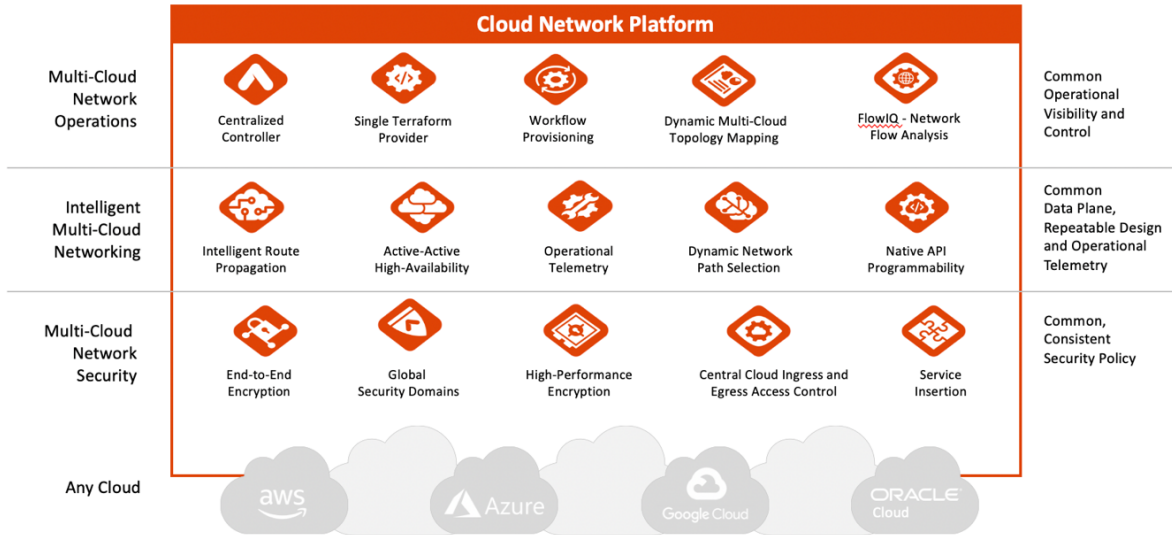 Cloud Network Platform
Multi-Cloud
Network
Operations
Centralized
Controller
Single Terraform
Provider
Workflow
Provisioning
Dynamic Multi-Cloud
Topology Mapping
FlowIQ - Network
Flow Analysis
Common
Operational
Visibility and
Control
Intelligent
Multi-Cloud
Networking
Intelligent Route
Propagation
Active-Active
High-Availability
Operational
Telemetry
Dynamic Network
Path Selection
Native API
Programmability
Common
Data Plane,
Repeatable Design
and Operational
Telemetry
Multi-Cloud
Network
Security
End-to-End
Encryption
Global
Security Domains
High-Performance
Encryption
Central Cloud Ingress and
Egress Access Control
Service
Insertion
Common,
Consistent
Security Policy
Any Cloud
aws
Azure
Google Cloud
ORACLE
Cloud